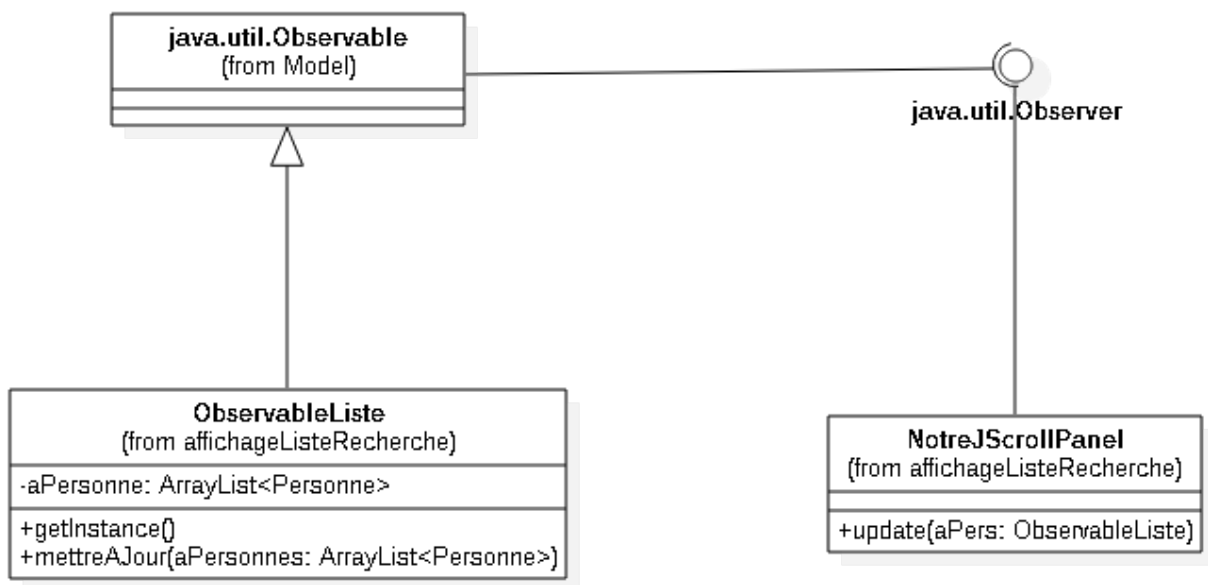 java.util.Observable
(from Model)
java.util.Observer
ObservableListe
(from affichageListeRecherche)
-aPersonne: ArrayList<Personne>
+getInstance()
+mettreAJour(aPersonnes: ArrayList<Personne>)
NotreJScrollPanel
(from affichageListeRecherche)
+update(aPers: ObservableListe)